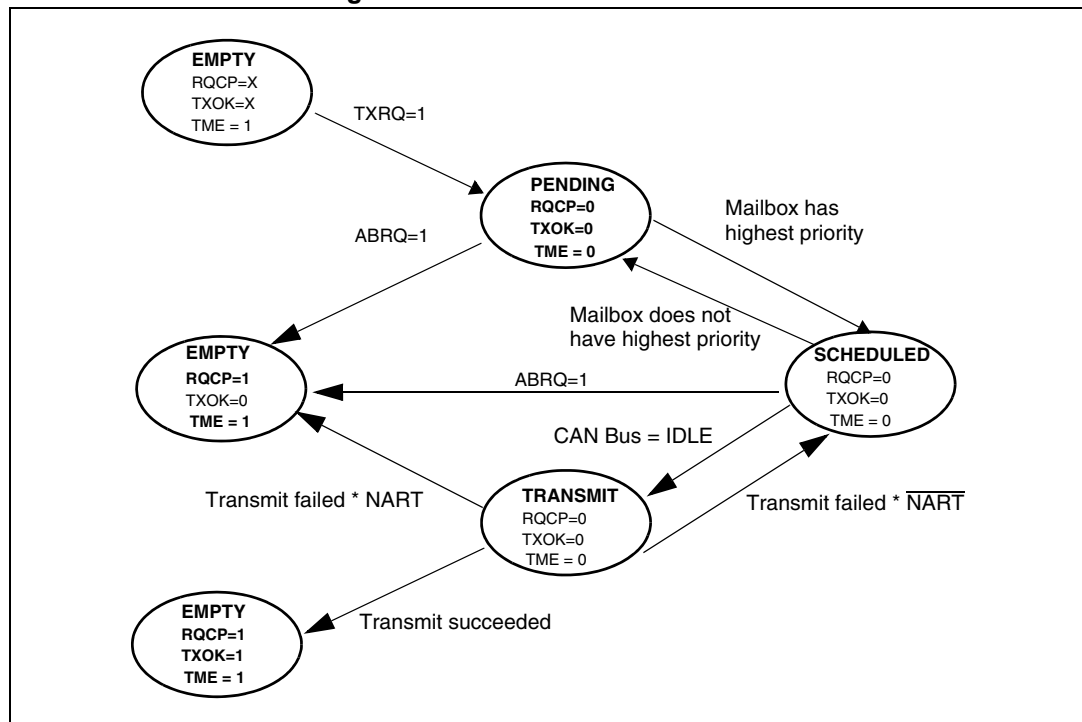 EMPTY
RQCP=X
TXOK=X
TME = 1
TXRQ=1
PENDING
RQCP=0
TXOK=0
TME = 0
Mailbox has
highest priority
ABRQ=1
Mailbox does not
have highest priority
EMPTY
RQCP=1
TXOK=0
TME = 1
SCHEDULED
RQCP=0
TXOK=0
TME = 0
ABRQ=1
CAN Bus = IDLE
Transmit failed * NART
TRANSMIT
RQCP=0
TXOK=0
TME = 0
Transmit failed * N̅A̅R̅T̅
EMPTY
RQCP=1
TXOK=1
TME = 1
Transmit succeeded